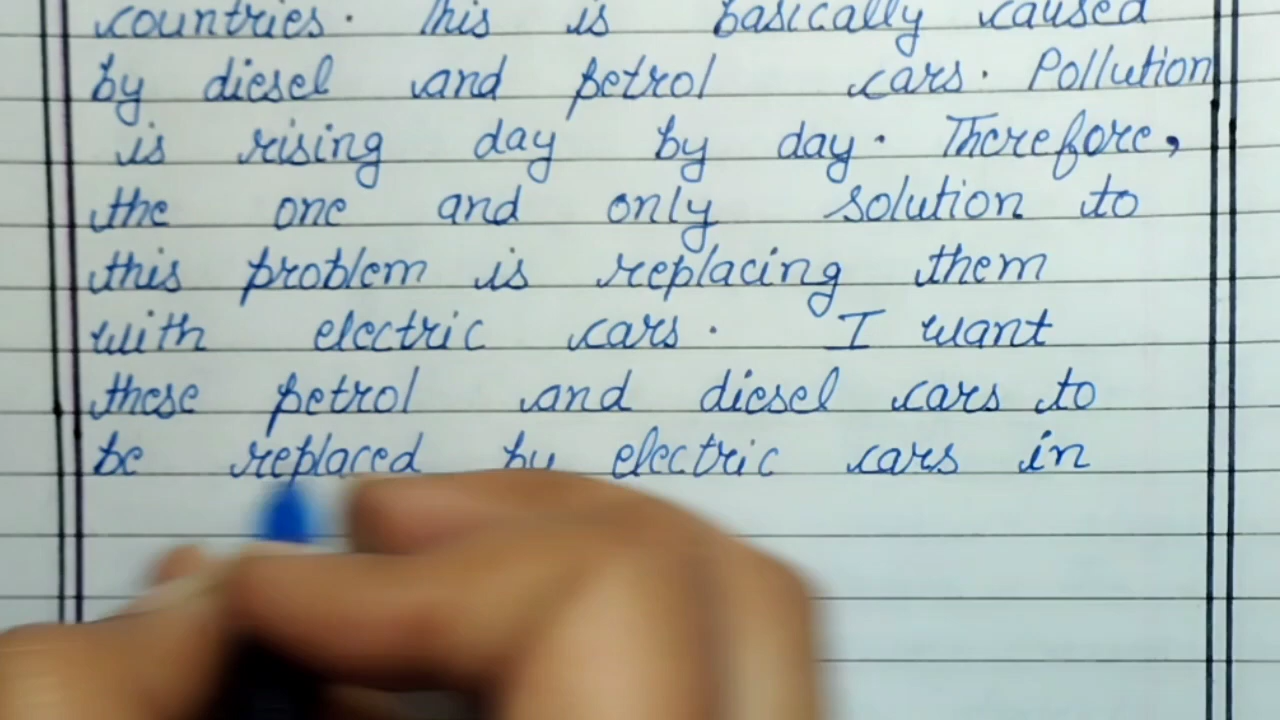 countries. This is basically caused
by diesel and petrol cars. Pollution
is rising day by day. Therefore,
the one and only solution to
this problem is replacing them
with electric cars. I want
these petrol and diesel cars to
be replaced by electric cars in